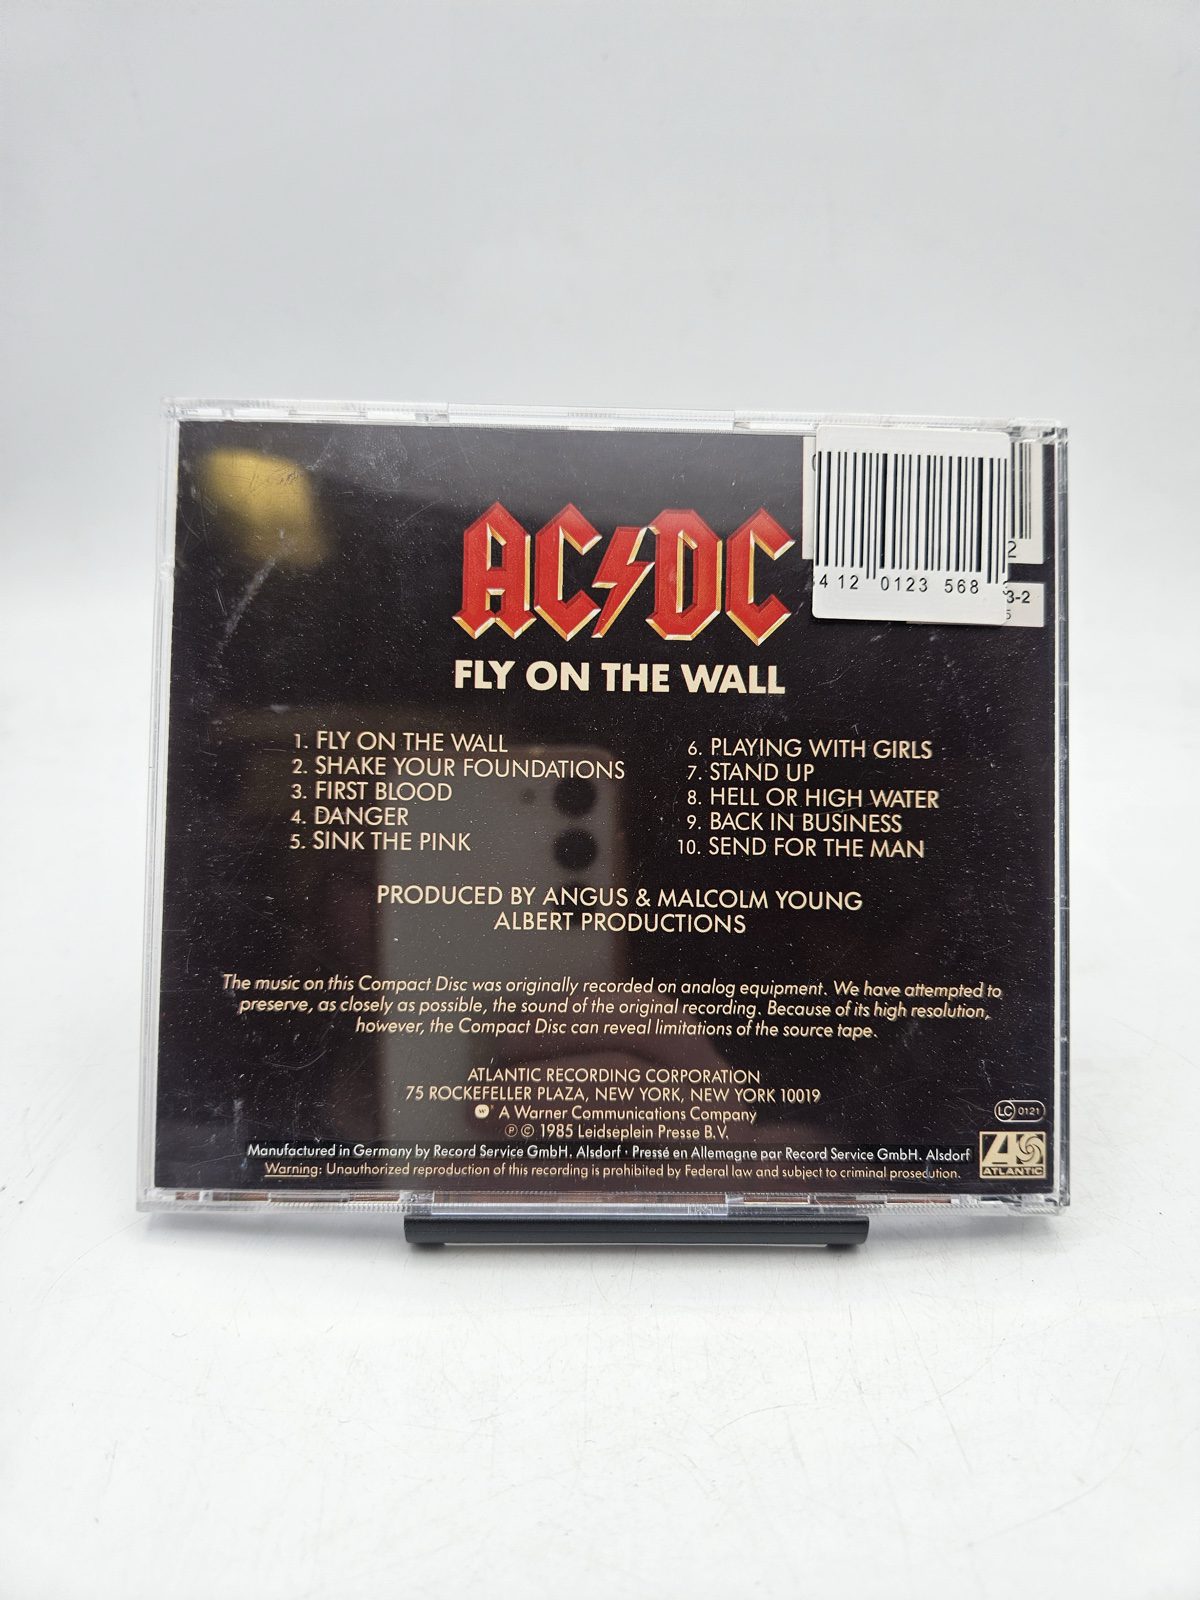 AC/DC
FLY ON THE WALL
412 0123 568
2
3-2
1. FLY ON THE WALL
2. SHAKE YOUR FOUNDATIONS
3. FIRST BLOOD
4. DANGER
5. SINK THE PINK
6. PLAYING WITH GIRLS
7. STAND UP
8. HELL OR HIGH WATER
9. BACK IN BUSINESS
10. SEND FOR THE MAN
PRODUCED BY ANGUS & MALCOLM YOUNG
ALBERT PRODUCTIONS
The music on this Compact Disc was originally recorded on analog equipment. We have attempted to
preserve, as closely as possible, the sound of the original recording. Because of its high resolution,
however, the Compact Disc can reveal limitations of the source tape.
ATLANTIC RECORDING CORPORATION
75 ROCKEFELLER PLAZA, NEW YORK, NEW YORK 10019
A Warner Communications Company
℗ © 1985 Leidseplein Presse B.V.
LC 0121
Manufactured in Germany by Record Service GmbH. Alsdorf · Pressé en Allemagne par Record Service GmbH. Alsdorf
Warning: Unauthorized reproduction of this recording is prohibited by Federal law and subject to criminal prosecution.
ATLANTIC